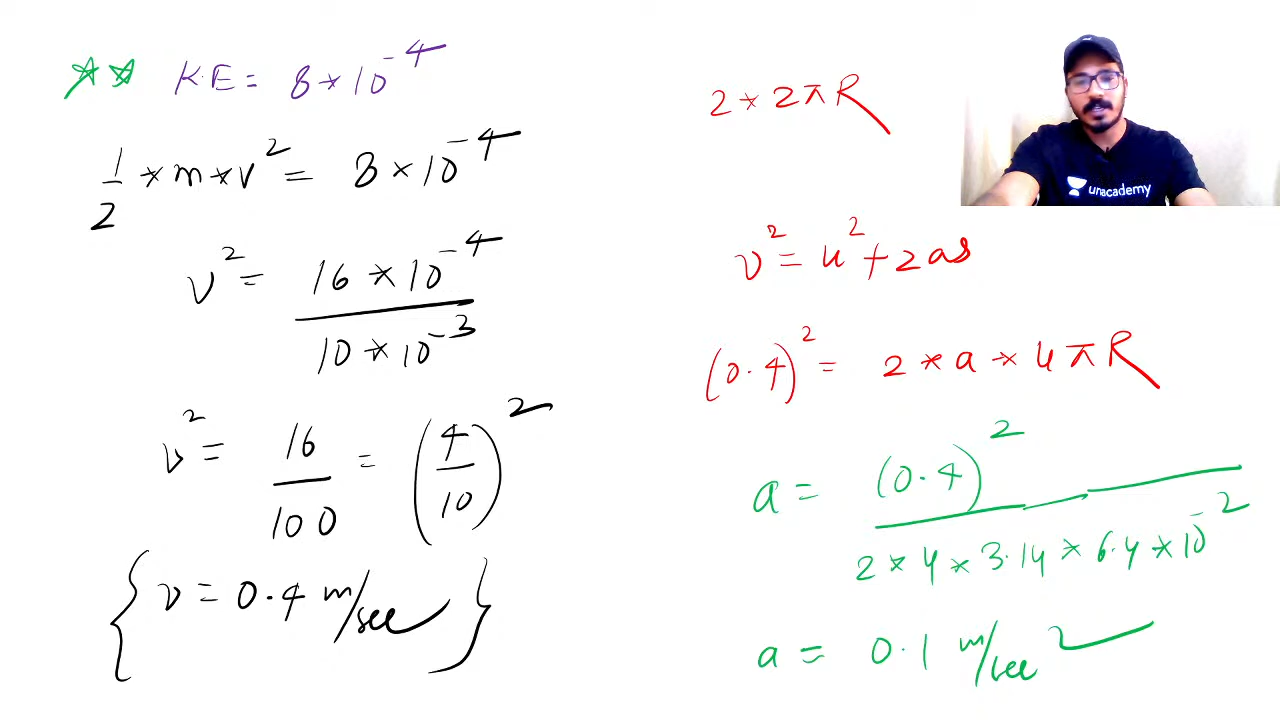 K.E = 8 * 10^-4
1/2 * m * v^2 = 8 * 10^-4
v^2 = 16 * 10^-4 / 10 * 10^-3
v^2 = 16/100 = (4/10)^2
{ v = 0.4 m/sec }
2 * 2πR
v^2 = u^2 + 2as
(0.4)^2 = 2 * a * 4πR
a = (0.4)^2 / 2 * 4 * 3.14 * 6.4 * 10^-2
a = 0.1 m/sec^2
unacademy